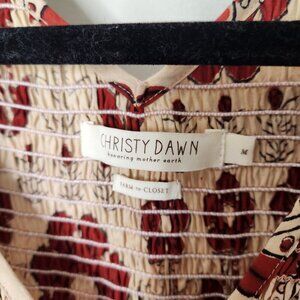 CHRISTY DAWN
honoring mother earth
M
FARM TO CLOSET